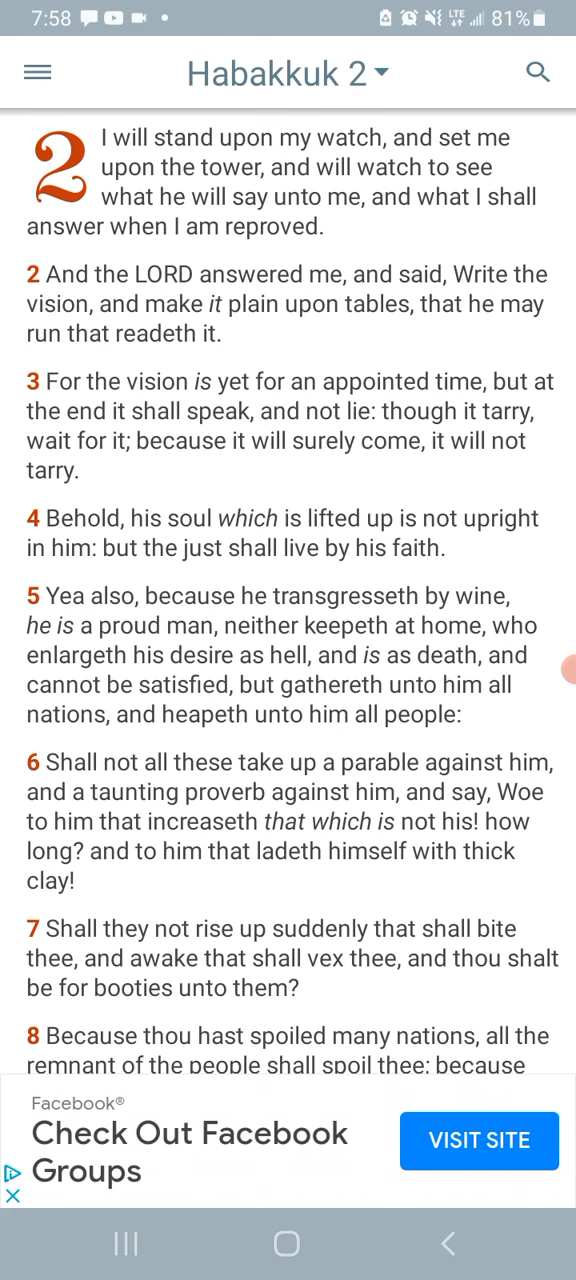 7:58 LTE 81%
Habakkuk 2
2 I will stand upon my watch, and set me
upon the tower, and will watch to see
what he will say unto me, and what I shall
answer when I am reproved.
2 And the LORD answered me, and said, Write the
vision, and make it plain upon tables, that he may
run that readeth it.
3 For the vision is yet for an appointed time, but at
the end it shall speak, and not lie: though it tarry,
wait for it; because it will surely come, it will not
tarry.
4 Behold, his soul which is lifted up is not upright
in him: but the just shall live by his faith.
5 Yea also, because he transgresseth by wine,
he is a proud man, neither keepeth at home, who
enlargeth his desire as hell, and is as death, and
cannot be satisfied, but gathereth unto him all
nations, and heapeth unto him all people:
6 Shall not all these take up a parable against him,
and a taunting proverb against him, and say, Woe
to him that increaseth that which is not his! how
long? and to him that ladeth himself with thick
clay!
7 Shall they not rise up suddenly that shall bite
thee, and awake that shall vex thee, and thou shalt
be for booties unto them?
8 Because thou hast spoiled many nations, all the
remnant of the people shall spoil thee; because
Facebook®
Check Out Facebook
Groups
VISIT SITE